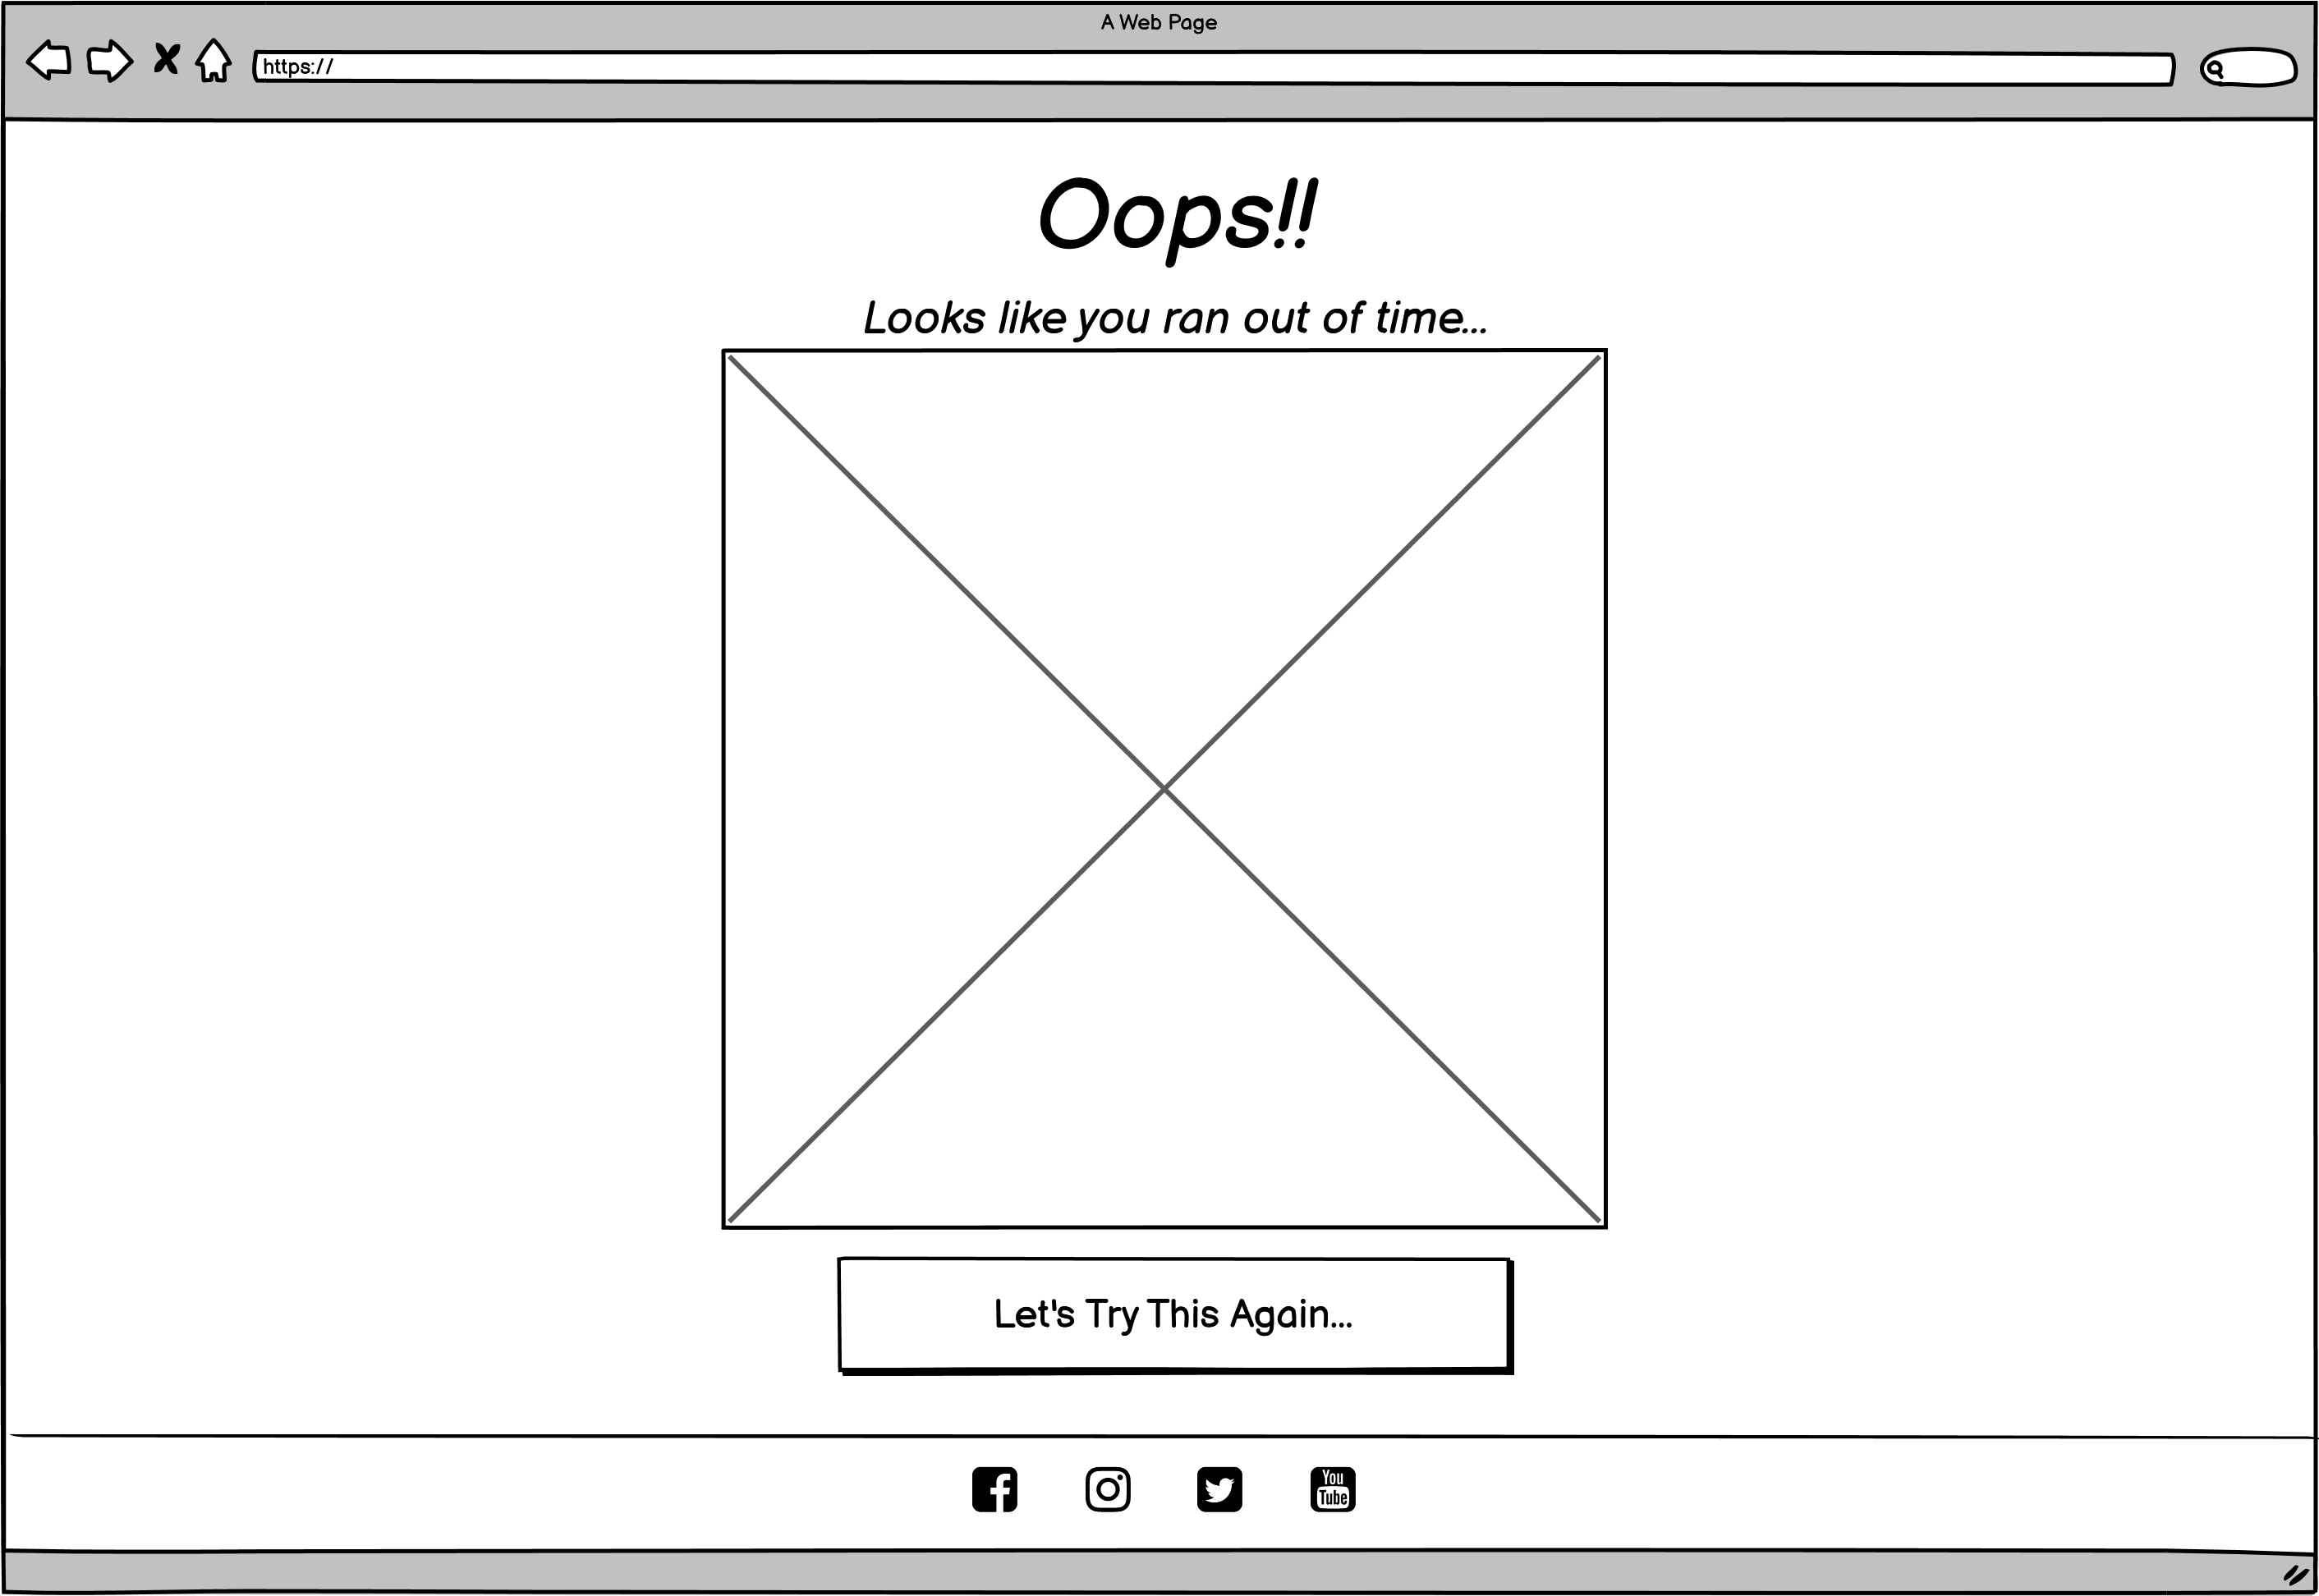 A Web Page
https://
Oops!!
Looks like you ran out of time...
Let's Try This Again...
You
Tube